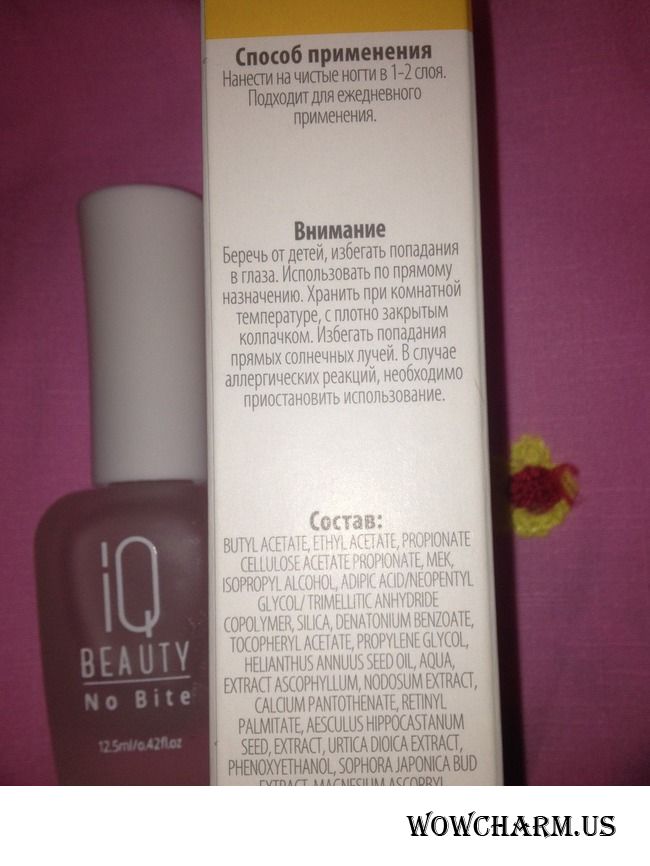 Способ применения
Нанести на чистые ногти в 1-2 слоя.
Подходит для ежедневного
применения.
Внимание
Беречь от детей, избегать попадания
в глаза. Использовать по прямому
назначению. Хранить при комнатной
температуре, с плотно закрытым
колпачком. Избегать попадания
прямых солнечных лучей. В случае
аллергических реакций, необходимо
приостановить использование.
Состав:
BUTYL ACETATE, ETHYL ACETATE, PROPIONATE
CELLULOSE ACETATE PROPIONATE, MEK,
ISOPROPYL ALCOHOL, ADIPIC ACID/NEOPENTYL
GLYCOL/ TRIMELLITIC ANHYDRIDE
COPOLYMER, SILICA, DENATONIUM BENZOATE,
TOCOPHERYL ACETATE, PROPYLENE GLYCOL,
HELIANTHUS ANNUUS SEED OIL, AQUA,
EXTRACT ASCOPHYLLUM, NODOSUM EXTRACT,
CALCIUM PANTOTHENATE, RETINYL
PALMITATE, AESCULUS HIPPOCASTANUM
SEED, EXTRACT, URTICA DIOICA EXTRACT,
PHENOXYETHANOL, SOPHORA JAPONICA BUD
EXTRACT, MAGNESIUM ASCORBYL
IQ
BEAUTY
No Bite
12.5ml/o.42fl.oz
WOWCHARM.US